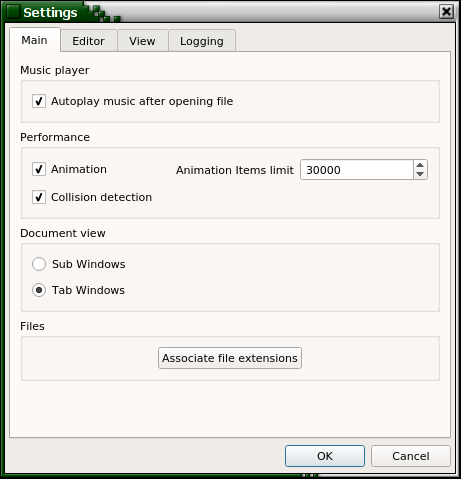 Settings
Main Editor View Logging
Music player
Autoplay music after opening file
Performance
Animation Animation Items limit 30000
Collision detection
Document view
Sub Windows
Tab Windows
Files
Associate file extensions
OK Cancel